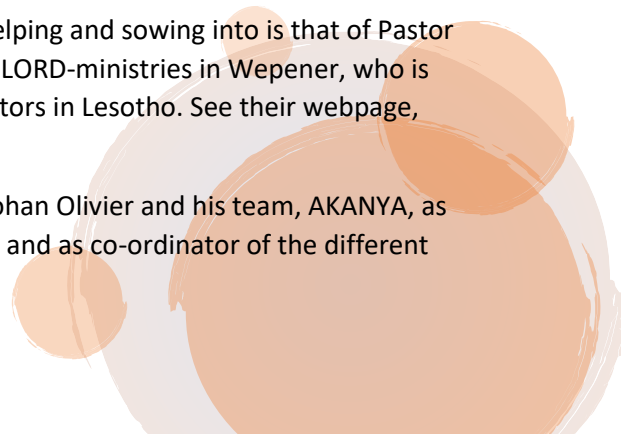 elping and sowing into is that of Pastor
LORD-ministries in Wepener, who is
tors in Lesotho. See their webpage,
ohan Olivier and his team, AKANYA, as
and as co-ordinator of the different